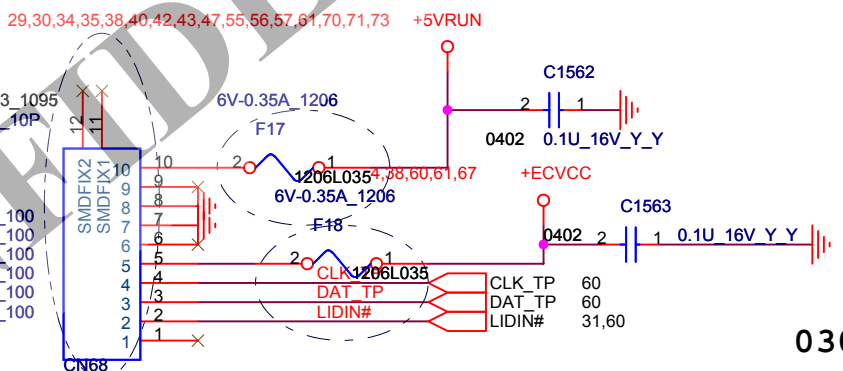 29,30,34,35,38,40,42,43,47,55,56,57,61,63,70,71,73 +5VRUN
C1562
3_1095
_10P
6V-0.35A_1206
F17
2 1
0402 0.1U_16V_Y_Y
12
11
SMDFIX2
SMDFIX1
10 10
2 1
1206L035
4,38,60,61,67
+ECVCC
9 9
6V-0.35A_1206
F18
C1563
8 8
7 7
6 6
0402 2 1 0.1U_16V_Y_Y
_100
_100
_100
_100
_100
_100
5 5
2 1
1206L035
4 4
CLK_TP
CLK_TP 60
3 3
DAT_TP
DAT_TP 60
2 2
LIDIN#
LIDIN# 31,60
1 1
CN68